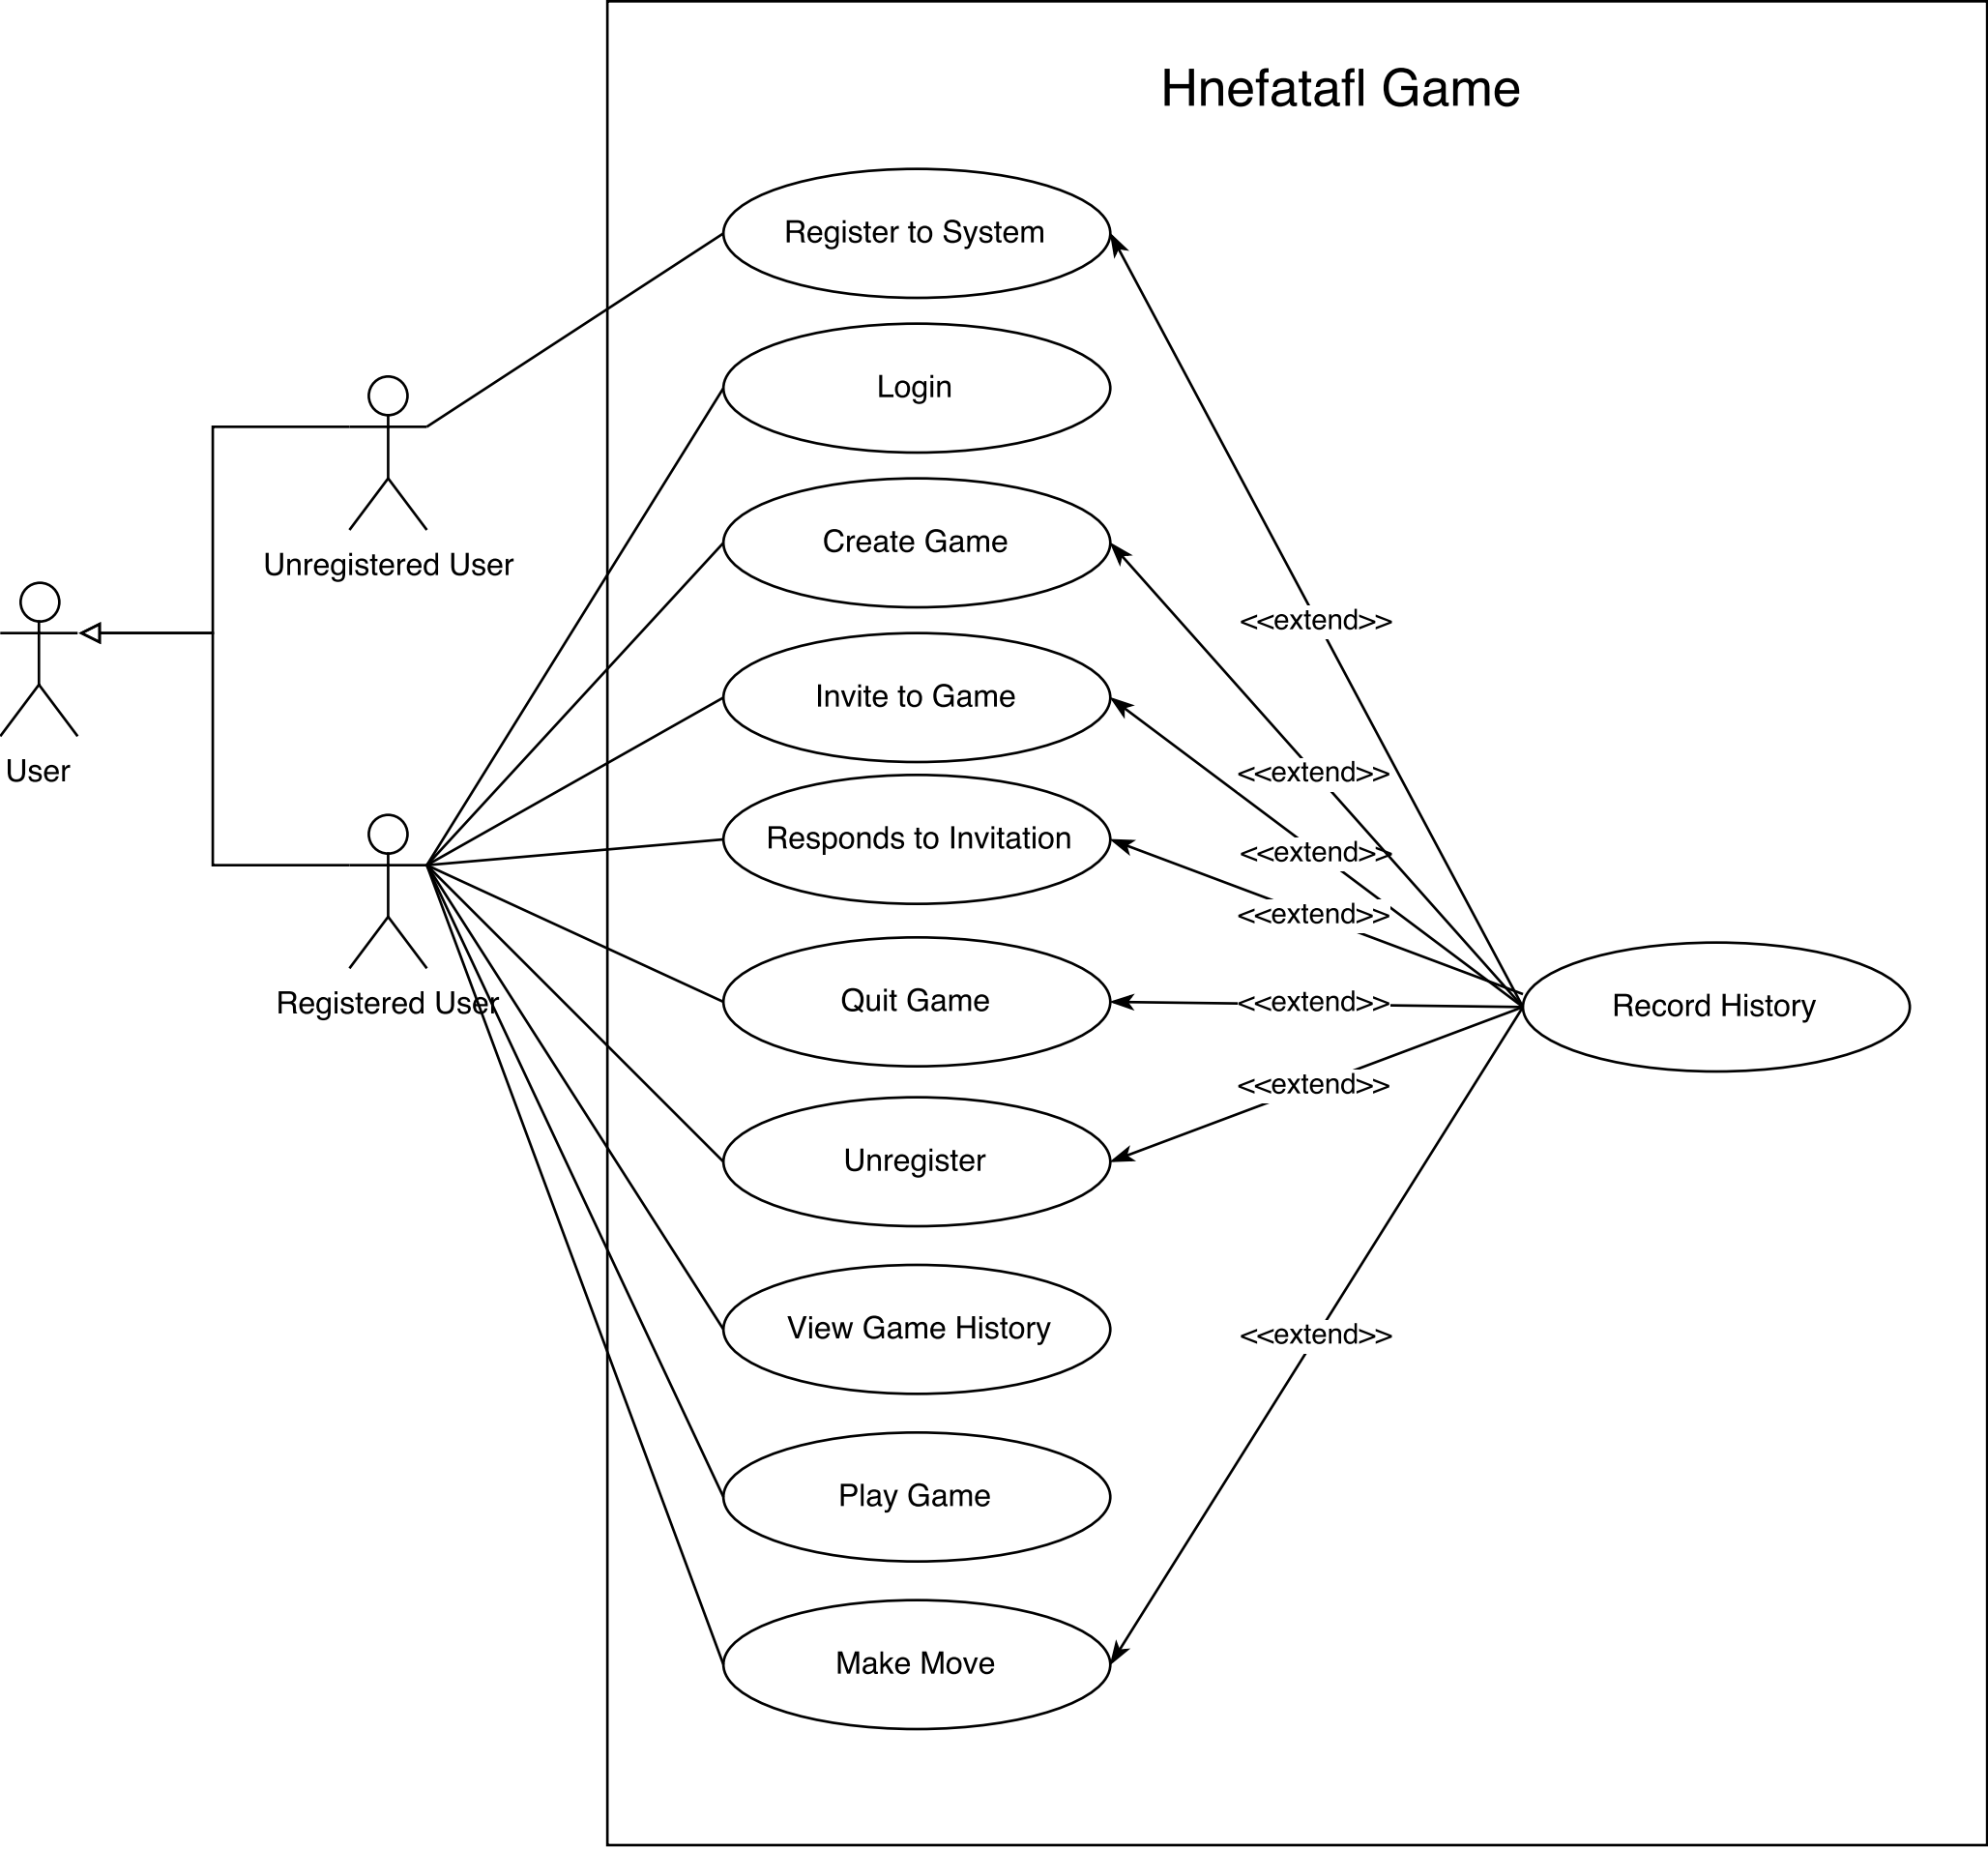 Hnefatafl Game
Register to System
Login
Unregistered User
Create Game
<<extend>>
Invite to Game
User
<<extend>>
Responds to Invitation
<<extend>>
<<extend>>
Registered User
Quit Game
<<extend>>
Record History
<<extend>>
Unregister
View Game History
<<extend>>
Play Game
Make Move